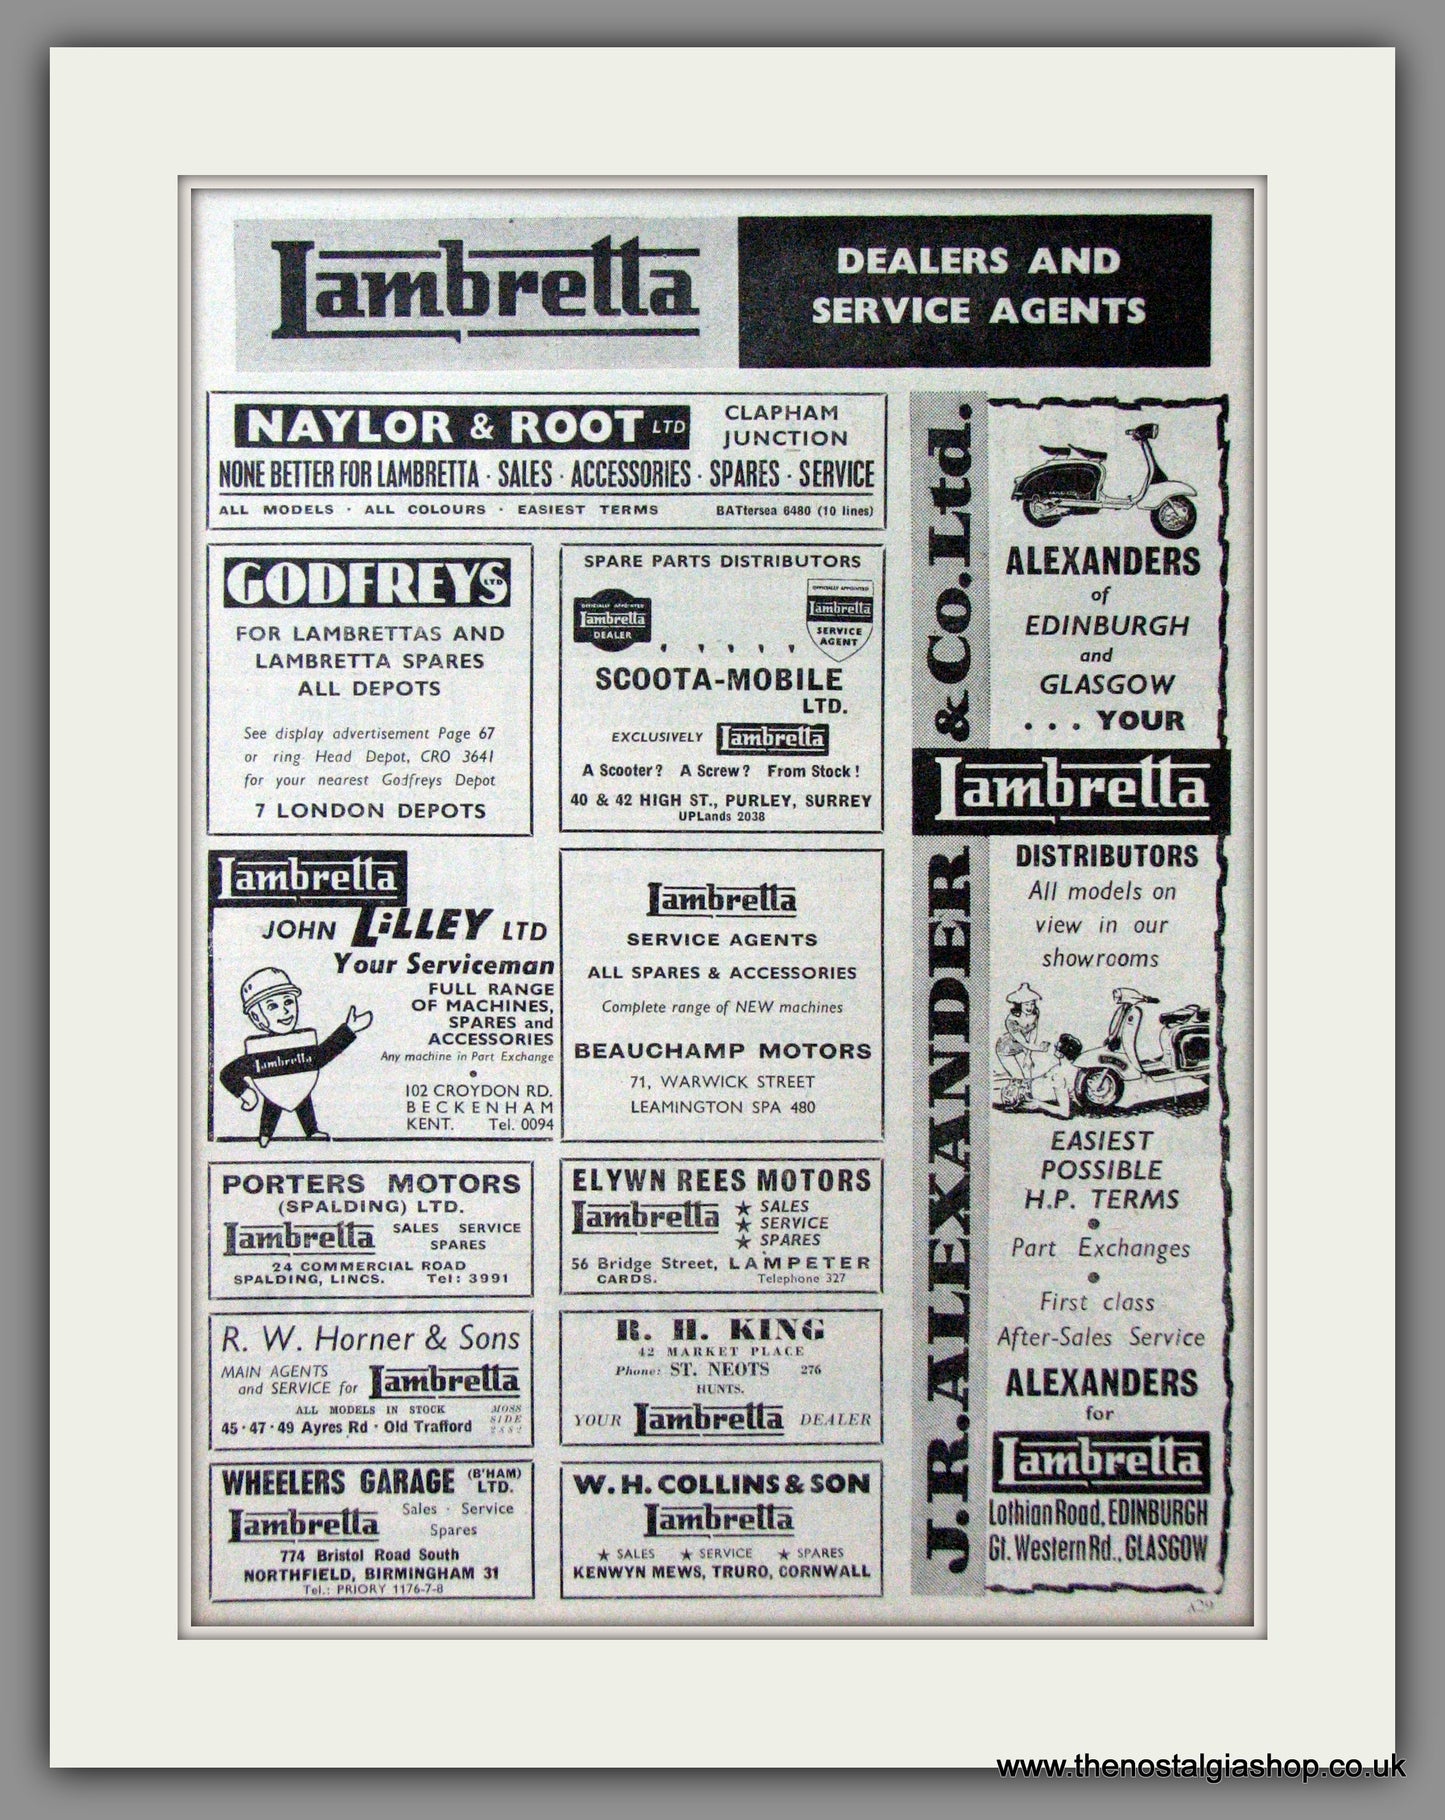 Lambretta
DEALERS AND
SERVICE AGENTS
NAYLOR & ROOT LTD
CLAPHAM
JUNCTION
NONE BETTER FOR LAMBRETTA · SALES · ACCESSORIES · SPARES · SERVICE
ALL MODELS · ALL COLOURS · EASIEST TERMS
BATtersea 6480 (10 lines)
GODFREYS LTD
FOR LAMBRETTAS AND
LAMBRETTA SPARES
ALL DEPOTS
See display advertisement Page 67
or ring Head Depot, CRO 3641
for your nearest Godfreys Depot
7 LONDON DEPOTS
SPARE PARTS DISTRIBUTORS
OFFICIALLY APPOINTED
Lambretta
DEALER
OFFICIALLY APPOINTED
Lambretta
SERVICE
AGENT
SCOOTA-MOBILE
LTD.
EXCLUSIVELY Lambretta
A Scooter? A Screw? From Stock!
40 & 42 HIGH ST., PURLEY, SURREY
UPLands 2038
Lambretta
JOHN LiLLEY LTD
Your Serviceman
FULL RANGE
OF MACHINES,
SPARES and
ACCESSORIES
Any machine in Part Exchange
Lambretta
102 CROYDON RD.
BECKENHAM
KENT. Tel. 0094
Lambretta
SERVICE AGENTS
ALL SPARES & ACCESSORIES
Complete range of NEW machines
BEAUCHAMP MOTORS
71, WARWICK STREET
LEAMINGTON SPA 480
PORTERS MOTORS
(SPALDING) LTD.
Lambretta
SALES SERVICE
SPARES
24 COMMERCIAL ROAD
SPALDING, LINCS. Tel: 3991
ELYWN REES MOTORS
Lambretta
★ SALES
★ SERVICE
★ SPARES
56 Bridge Street, LAMPETER
CARDS. Telephone 327
R. W. Horner & Sons
MAIN AGENTS
and SERVICE for Lambretta
ALL MODELS IN STOCK
45·47·49 Ayres Rd · Old Trafford
MOSS
SIDE
R. H. KING
42 MARKET PLACE
Phone: ST. NEOTS 276
HUNTS.
YOUR Lambretta DEALER
WHEELERS GARAGE (B'HAM) LTD.
Lambretta
Sales · Service
Spares
774 Bristol Road South
NORTHFIELD, BIRMINGHAM 31
Tel.: PRIORY 1176-7-8
W. H. COLLINS & SON
Lambretta
★ SALES ★ SERVICE ★ SPARES
KENWYN MEWS, TRURO, CORNWALL
J.R.ALEXANDER & Co.Ltd.
ALEXANDERS
of
EDINBURGH
and
GLASGOW
. . . YOUR
Lambretta
DISTRIBUTORS
All models on
view in our
showrooms
EASIEST
POSSIBLE
H.P. TERMS
Part Exchanges
First class
After-Sales Service
ALEXANDERS
for
Lambretta
Lothian Road, EDINBURGH
Gt. Western Rd., GLASGOW
www.thenostalgiashop.co.uk